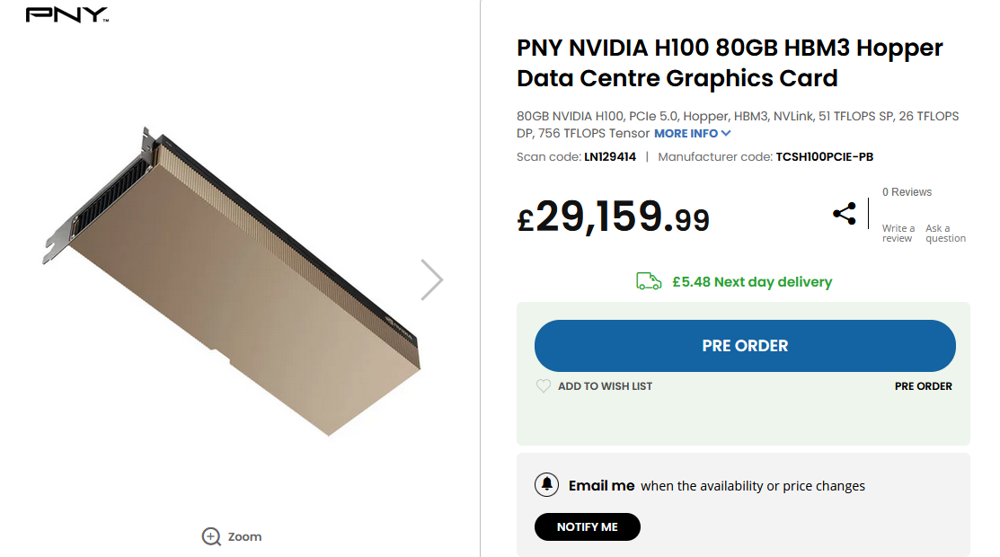 PNY™
PNY NVIDIA H100 80GB HBM3 Hopper
Data Centre Graphics Card
80GB NVIDIA H100, PCIe 5.0, Hopper, HBM3, NVLink, 51 TFLOPS SP, 26 TFLOPS
DP, 756 TFLOPS Tensor MORE INFO
Scan code: LN129414 | Manufacturer code: TCSH100PCIE-PB
£29,159.99
0 Reviews
Write a review
Ask a question
£5.48 Next day delivery
PRE ORDER
ADD TO WISH LIST
PRE ORDER
Email me when the availability or price changes
NOTIFY ME
Zoom